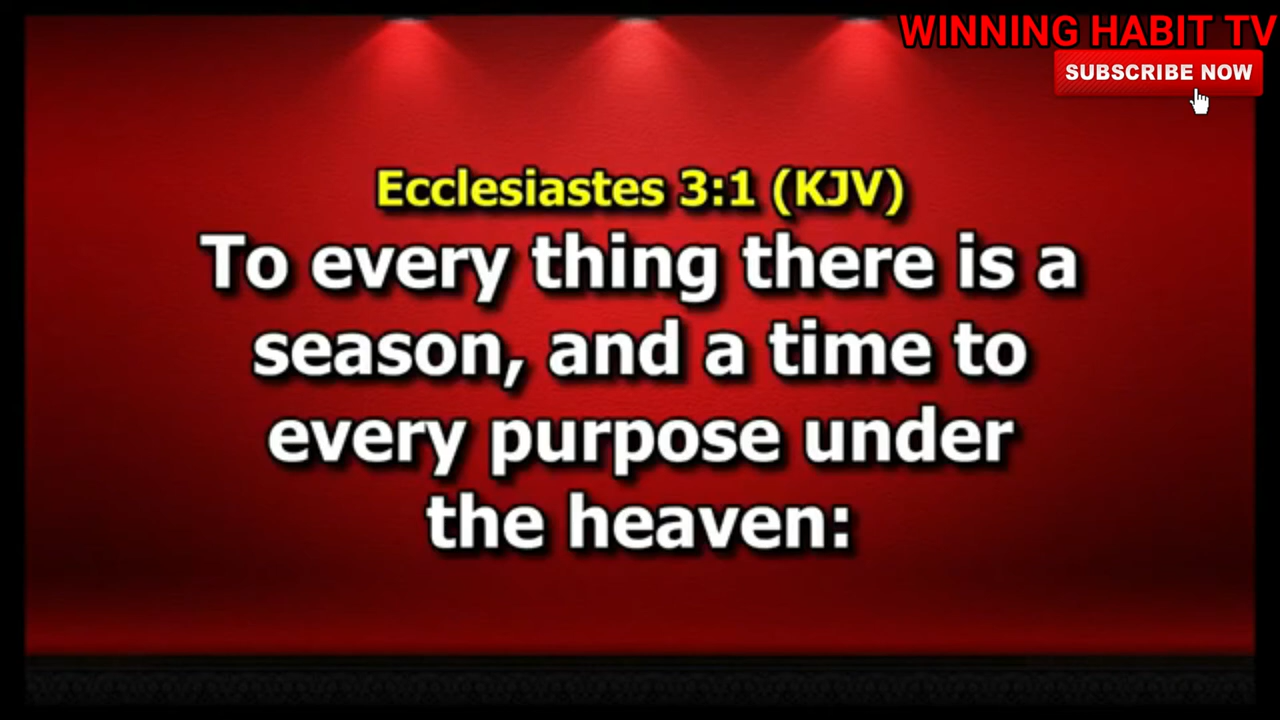 WINNING HABIT TV
SUBSCRIBE NOW
Ecclesiastes 3:1 (KJV)
To every thing there is a
season, and a time to
every purpose under
the heaven: